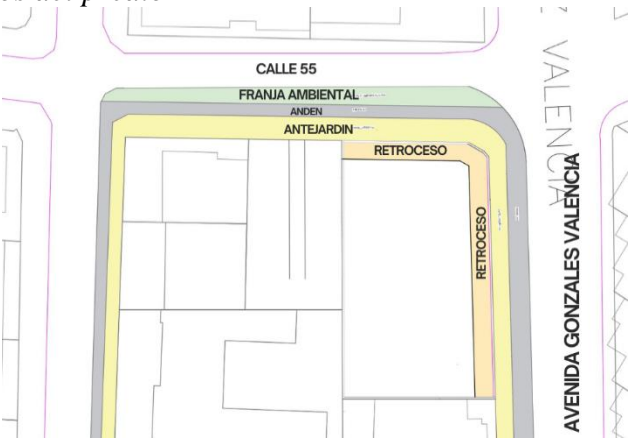 CALLE 55
FRANJA AMBIENTAL
ANDEN
ANTEJARDIN
RETROCESO
RETROCESO
VALENCIA
AVENIDA GONZALES VALENCIA